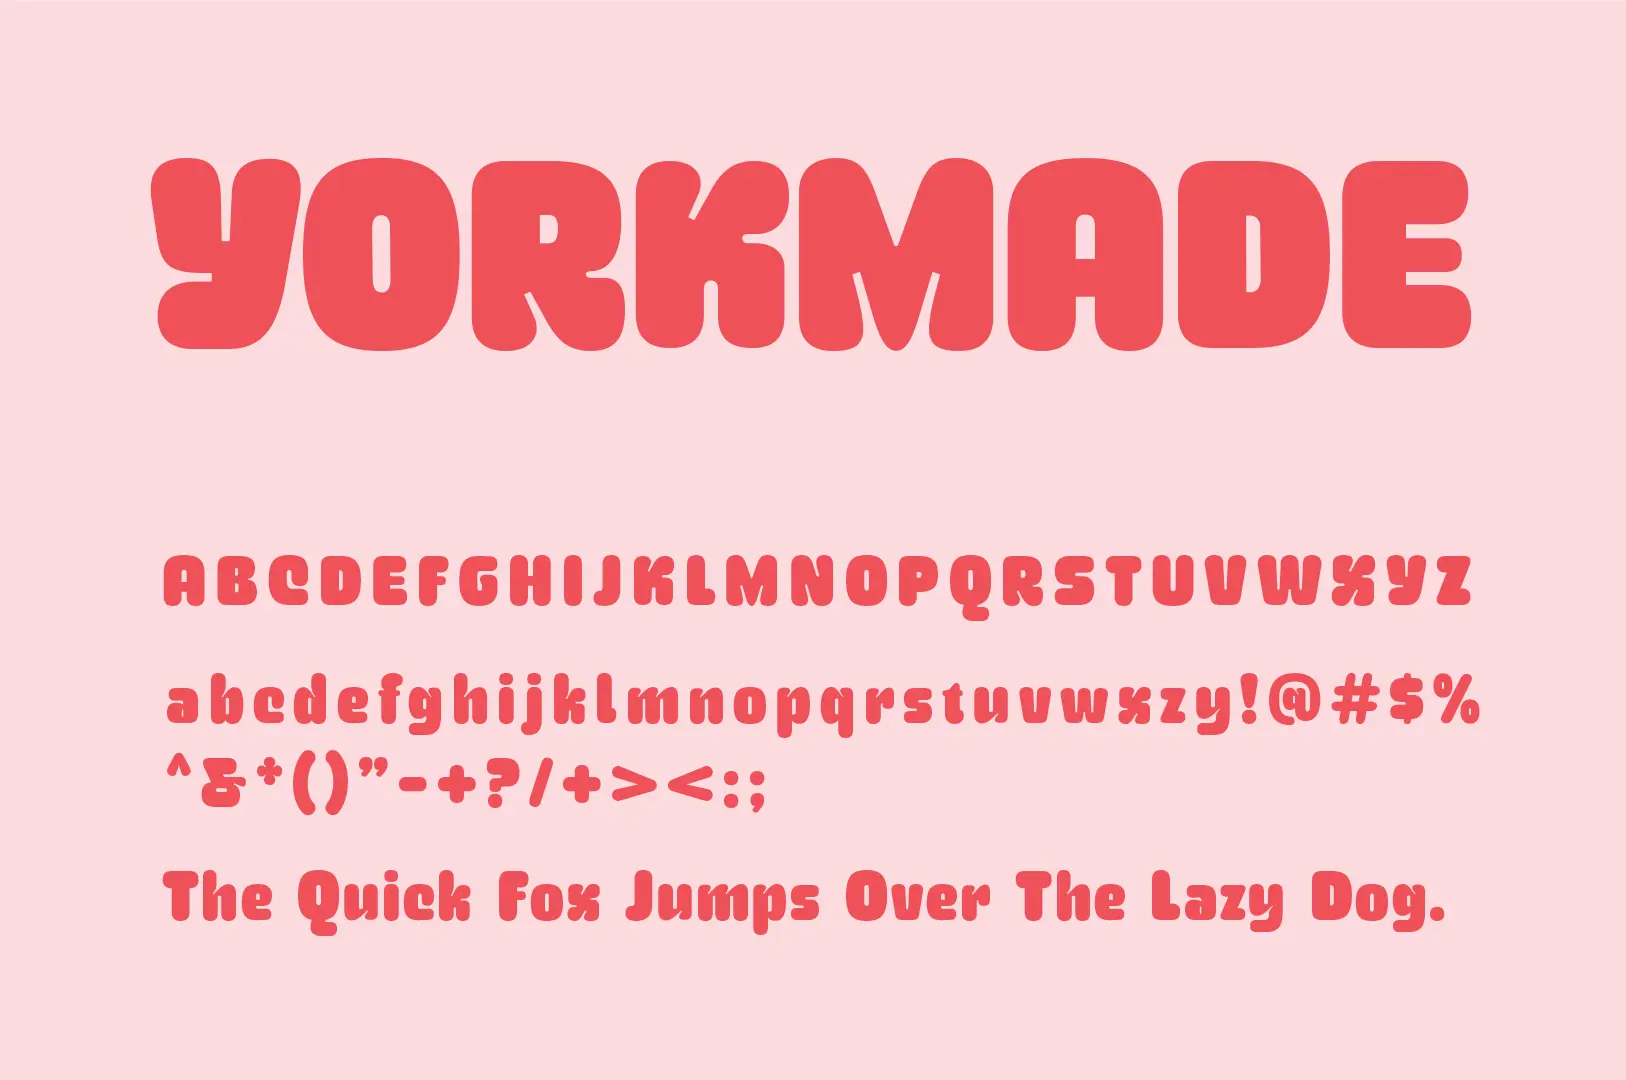 YORKMADE
ABCDEFGHIJKLMNOPQRSTUVWXYZ
abcdefghijklmnopqrstuvwxzy!@#$%
^&*()”-+?/+><:;
The Quick Fox Jumps Over The Lazy Dog.